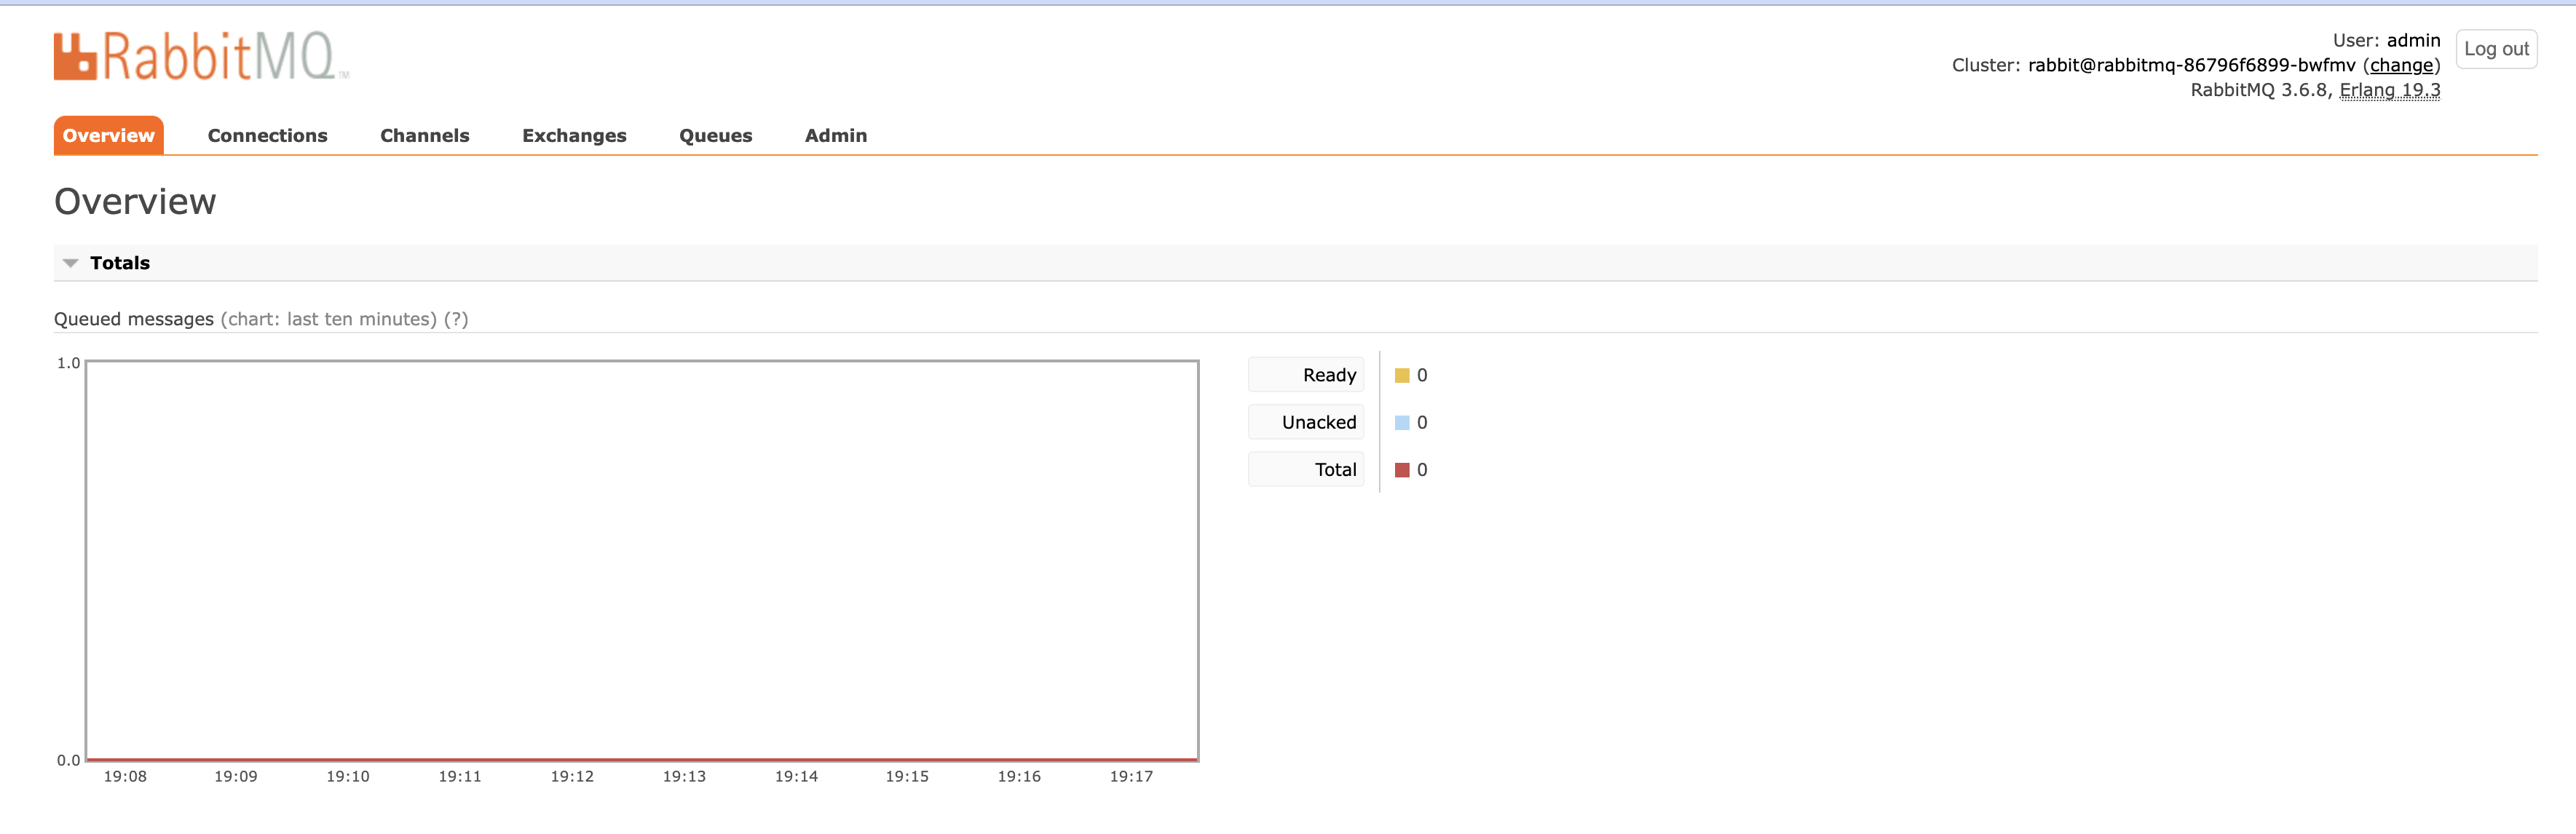 RabbitMQ™
User: admin
Log out
Cluster: rabbit@rabbitmq-86796f6899-bwfmv (change)
RabbitMQ 3.6.8, Erlang 19.3
Overview Connections Channels Exchanges Queues Admin
Overview
Totals
Queued messages (chart: last ten minutes) (?)
1.0
0.0
19:08 19:09 19:10 19:11 19:12 19:13 19:14 19:15 19:16 19:17
Ready 0
Unacked 0
Total 0